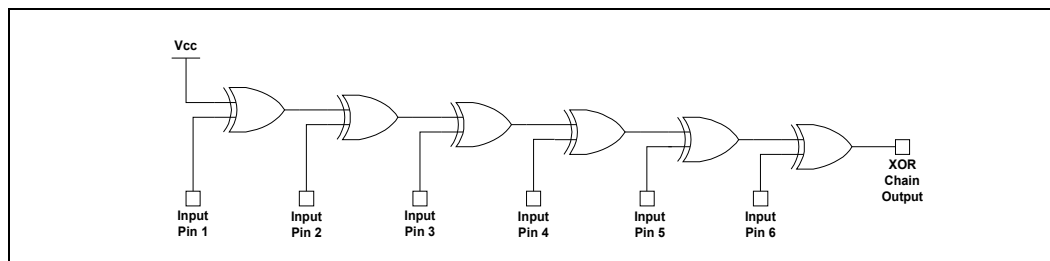 Vcc
XOR
Chain
Output
Input
Pin 1
Input
Pin 2
Input
Pin 3
Input
Pin 4
Input
Pin 5
Input
Pin 6